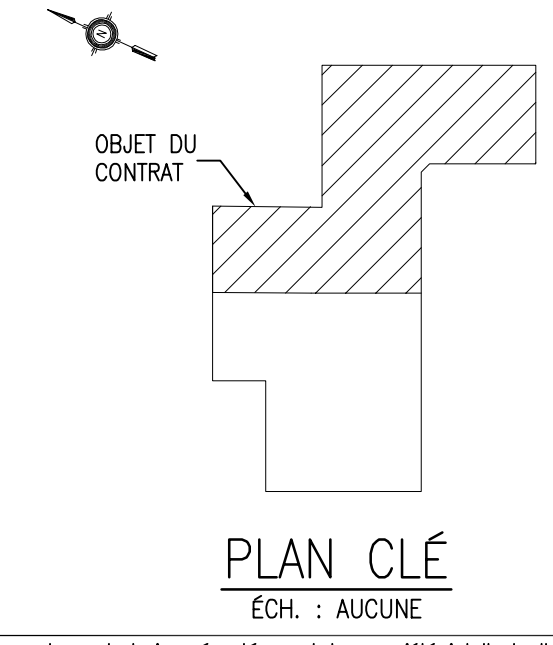 N
OBJET DU
CONTRAT
PLAN CLÉ
ÉCH. : AUCUNE